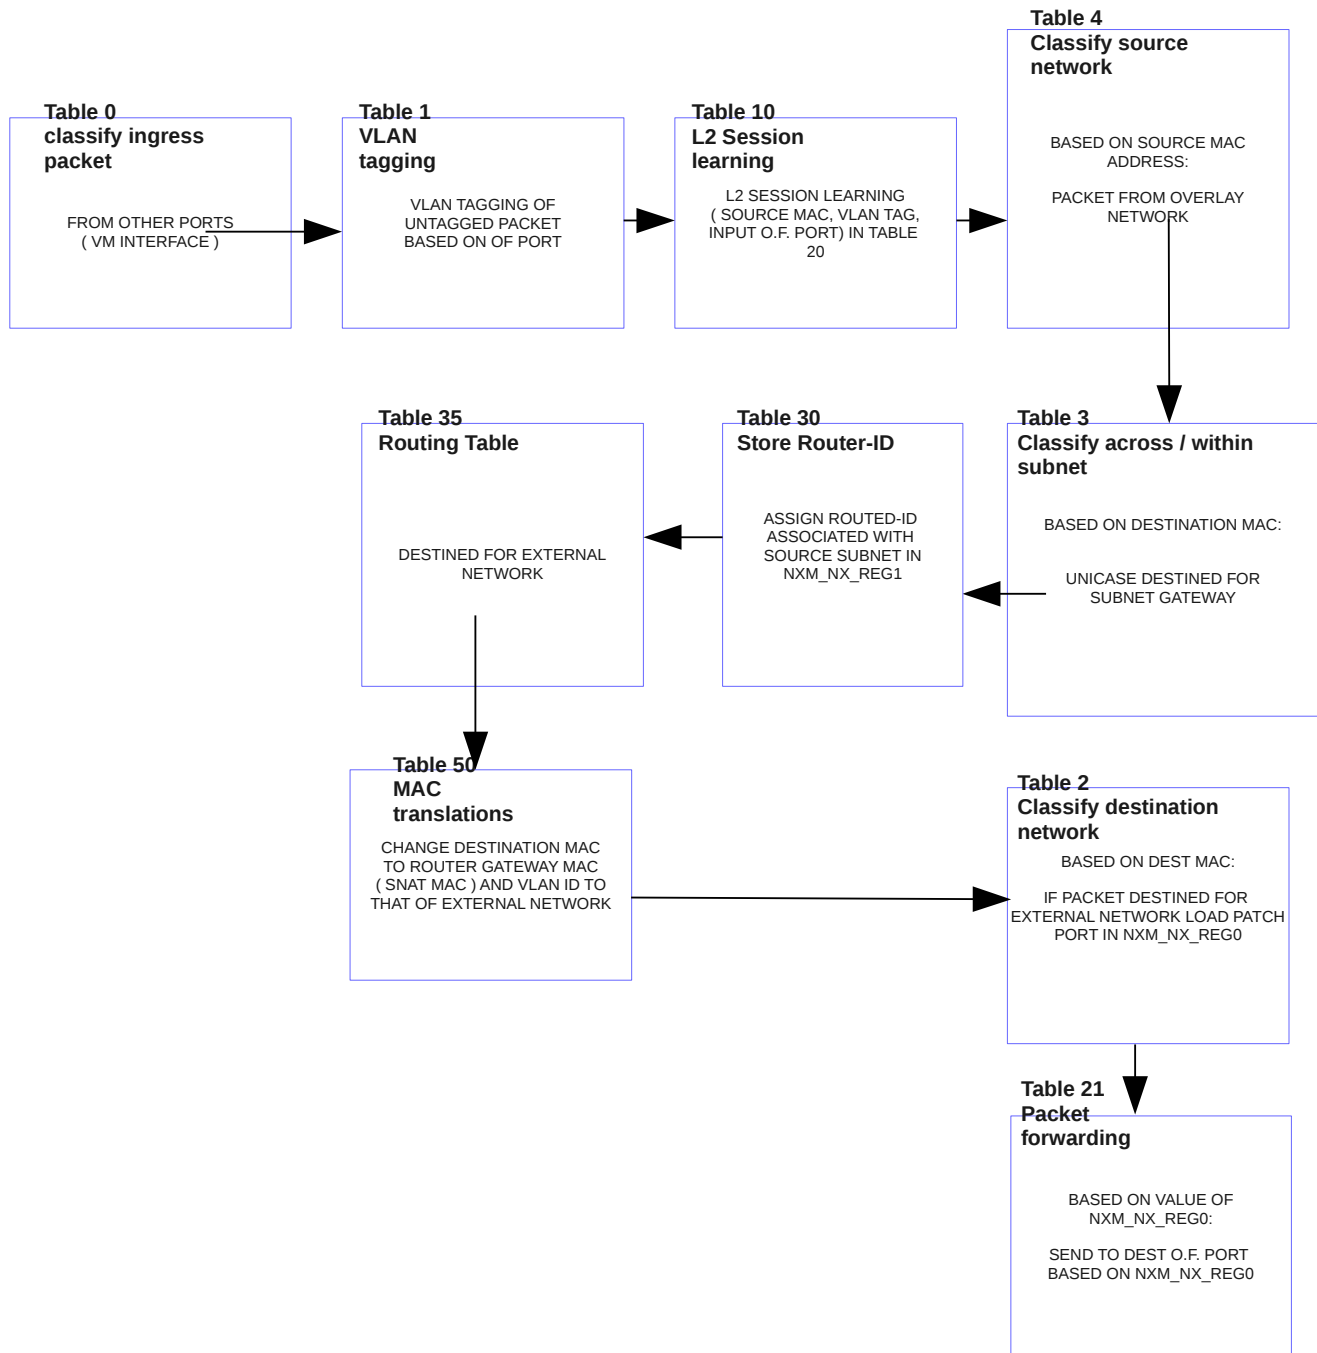 Table 0
classify ingress
packet
FROM OTHER PORTS
( VM INTERFACE )
Table 1
VLAN
tagging
VLAN TAGGING OF
UNTAGGED PACKET
BASED ON OF PORT
Table 10
L2 Session
learning
L2 SESSION LEARNING
( SOURCE MAC, VLAN TAG,
INPUT O.F. PORT) IN TABLE
20
Table 4
Classify source
network
BASED ON SOURCE MAC
ADDRESS:
PACKET FROM OVERLAY
NETWORK
Table 3
Classify across / within
subnet
BASED ON DESTINATION MAC:
UNICASE DESTINED FOR
SUBNET GATEWAY
Table 30
Store Router-ID
ASSIGN ROUTED-ID
ASSOCIATED WITH
SOURCE SUBNET IN
NXM_NX_REG1
Table 35
Routing Table
DESTINED FOR EXTERNAL
NETWORK
Table 50
MAC
translations
CHANGE DESTINATION MAC
TO ROUTER GATEWAY MAC
( SNAT MAC ) AND VLAN ID TO
THAT OF EXTERNAL NETWORK
Table 2
Classify destination
network
BASED ON DEST MAC:
IF PACKET DESTINED FOR
EXTERNAL NETWORK LOAD PATCH
PORT IN NXM_NX_REG0
Table 21
Packet
forwarding
BASED ON VALUE OF
NXM_NX_REG0:
SEND TO DEST O.F. PORT
BASED ON NXM_NX_REG0